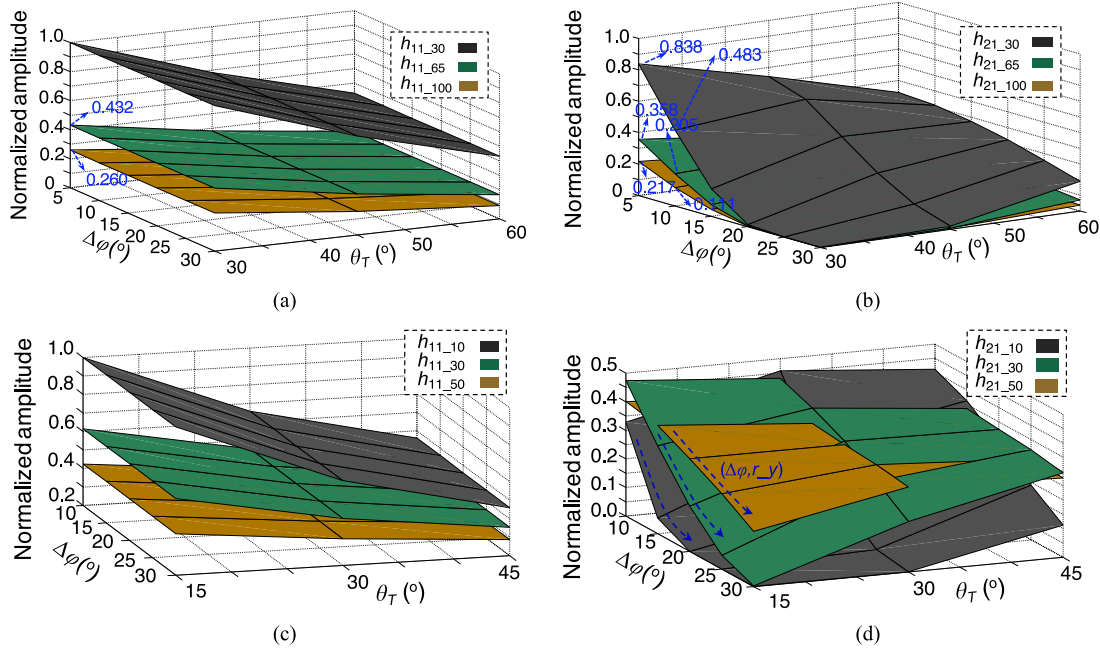 Normalized amplitude
1.0
0.8
0.6
0.4
0.2
0
5
10
15
20
25
30
Δφ(º)
30
40
50
60
θT (º)
0.432
0.260
h11_30
h11_65
h11_100
(a)
Normalized amplitude
1.0
0.8
0.6
0.4
0.2
0
5
10
15
20
25
30
Δφ(º)
30
40
50
60
θT (º)
0.838
0.483
0.358
0.205
0.217
0.111
h21_30
h21_65
h21_100
(b)
Normalized amplitude
1.0
0.8
0.6
0.4
0.2
10
15
20
25
30
Δφ(º)
15
30
45
θT (º)
h11_10
h11_30
h11_50
(c)
Normalized amplitude
0.5
0.4
0.3
0.2
0.1
0.0
10
15
20
25
30
Δφ(º)
15
30
45
θT (º)
(Δφ,r_y)
h21_10
h21_30
h21_50
(d)